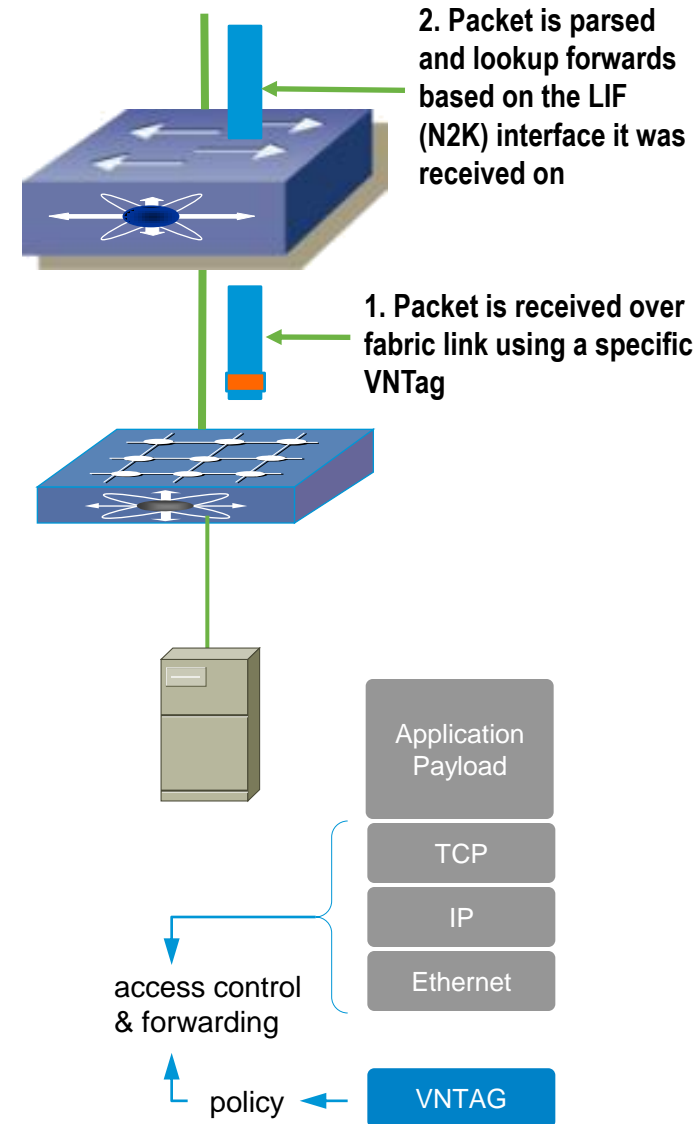 2. Packet is parsed
and lookup forwards
based on the LIF
(N2K) interface it was
received on
1. Packet is received over
fabric link using a specific
VNTag
Application
Payload
TCP
IP
Ethernet
access control
& forwarding
policy
VNTAG